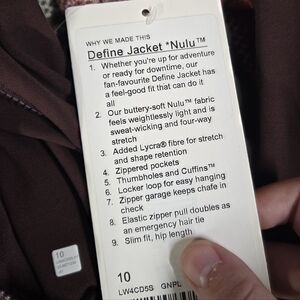 WHY WE MADE THIS
Define Jacket *Nulu™
1. Whether you're up for adventure
or ready for downtime, our
fan-favourite Define Jacket has
a feel-good fit that can do it
all
2. Our buttery-soft Nulu™ fabric
feels weightlessly light and is
sweat-wicking and four-way
stretch
3. Added Lycra® fibre for stretch
and shape retention
4. Zippered pockets
5. Thumbholes and Cuffins™
6. Locker loop for easy hanging
7. Zipper garage keeps chafe in
check
8. Elastic zipper pull doubles as
an emergency hair tie
9. Slim fit, hip length
10
LW4CD5S GNPL
10